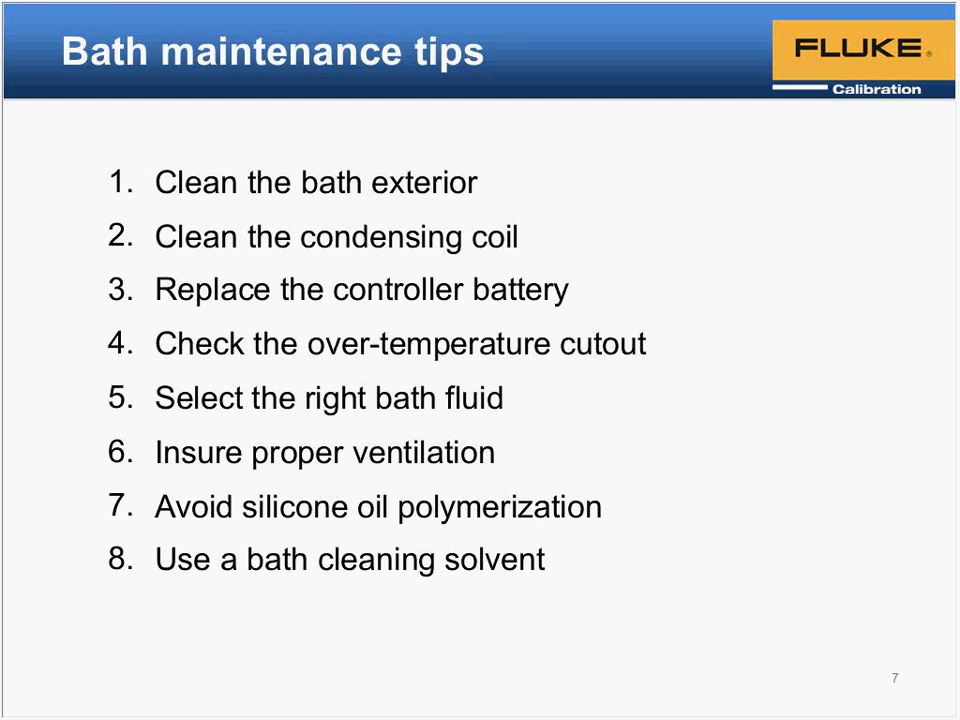 Bath maintenance tips
FLUKE®
Calibration
1. Clean the bath exterior
2. Clean the condensing coil
3. Replace the controller battery
4. Check the over-temperature cutout
5. Select the right bath fluid
6. Insure proper ventilation
7. Avoid silicone oil polymerization
8. Use a bath cleaning solvent
7